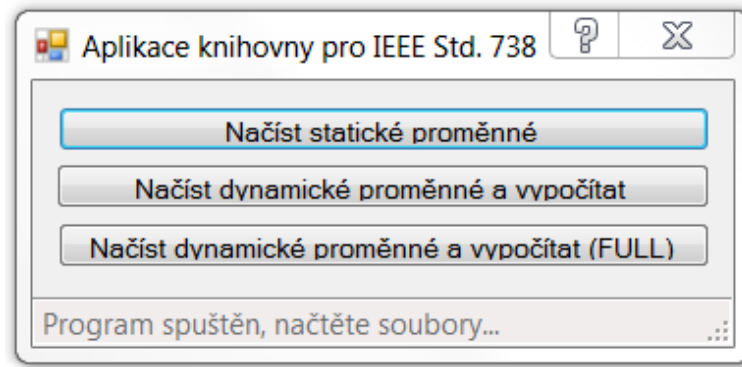 Aplikace knihovny pro IEEE Std. 738
Načíst statické proměnné
Načíst dynamické proměnné a vypočítat
Načíst dynamické proměnné a vypočítat (FULL)
Program spuštěn, načtěte soubory...